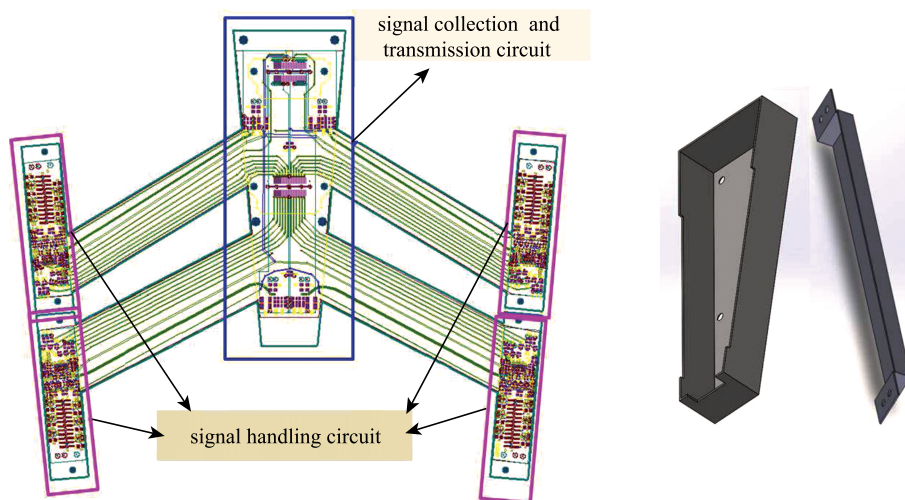 signal collection and
transmission circuit
signal handling circuit